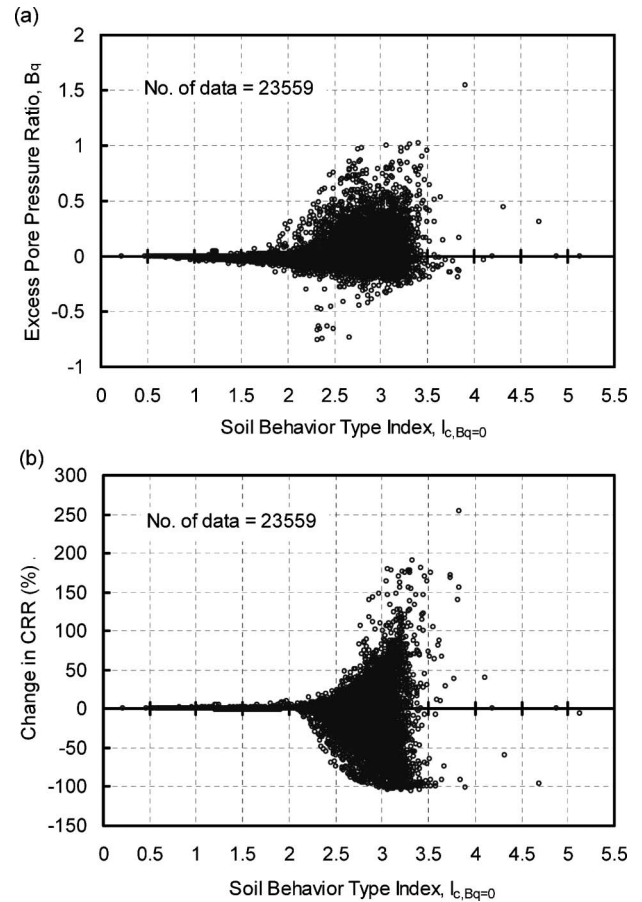 (a)
2
1.5
1
0.5
0
-0.5
-1
Excess Pore Pressure Ratio, Bq
No. of data = 23559
0 0.5 1 1.5 2 2.5 3 3.5 4 4.5 5 5.5
Soil Behavior Type Index, Ic,Bq=0
(b)
300
250
200
150
100
50
0
-50
-100
-150
Change in CRR (%) .
No. of data = 23559
0 0.5 1 1.5 2 2.5 3 3.5 4 4.5 5 5.5
Soil Behavior Type Index, Ic,Bq=0